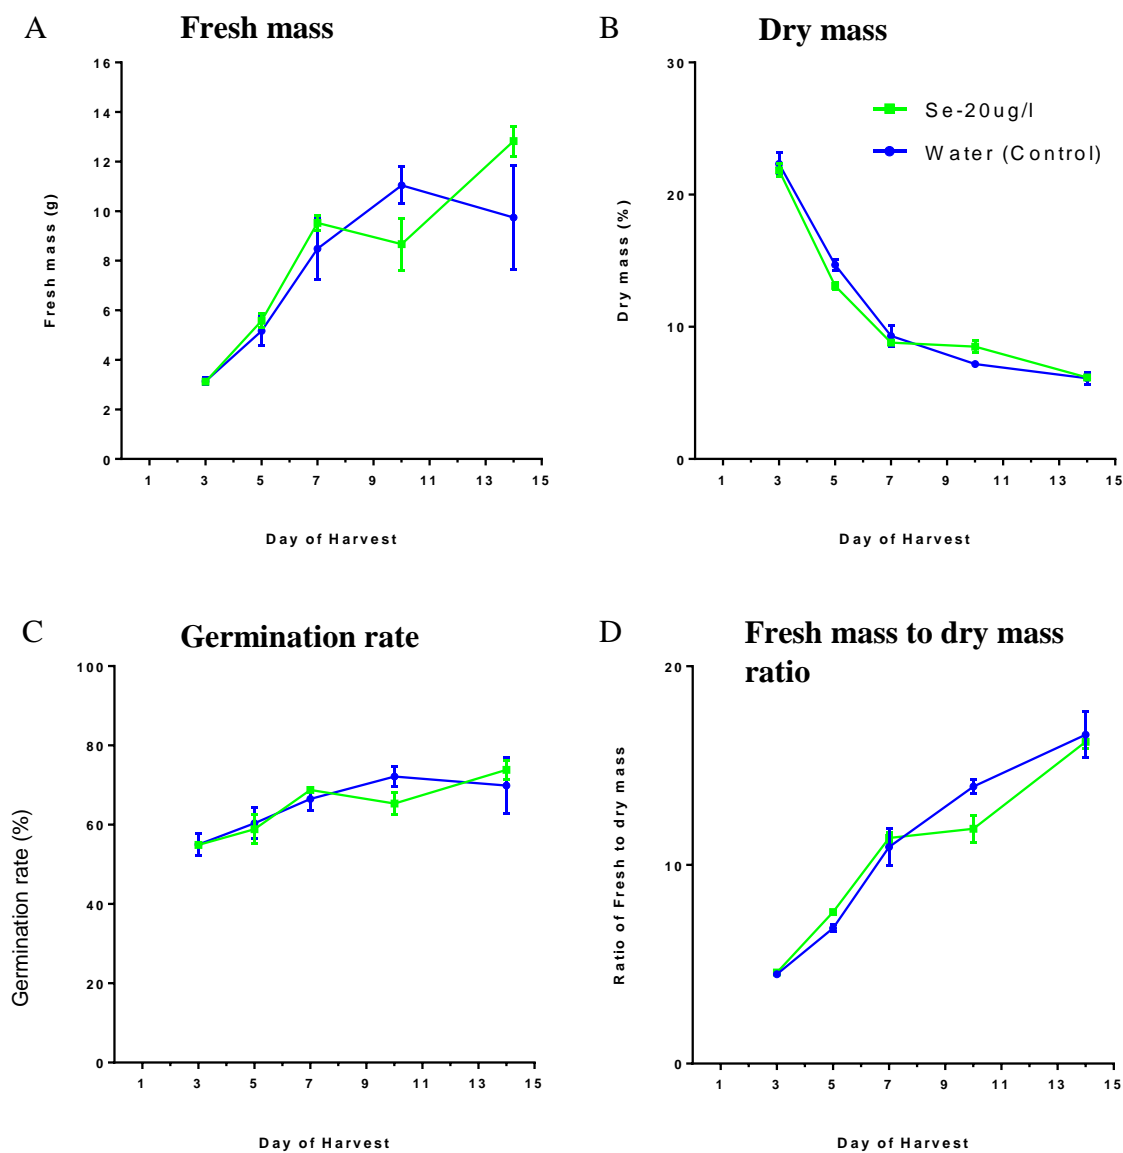 A
Fresh mass
16
14
12
10
8
6
4
2
0
Fresh mass (g)
1 3 5 7 9 11 13 15
Day of Harvest
B
Dry mass
30
20
10
0
Dry mass (%)
Se-20ug/l
Water (Control)
1 3 5 7 9 11 13 15
Day of Harvest
C
Germination rate
100
80
60
40
20
0
Germination rate (%)
1 3 5 7 9 11 13 15
Day of Harvest
D
Fresh mass to dry mass
ratio
20
10
0
Ratio of Fresh to dry mass
1 3 5 7 9 11 13 15
Day of Harvest